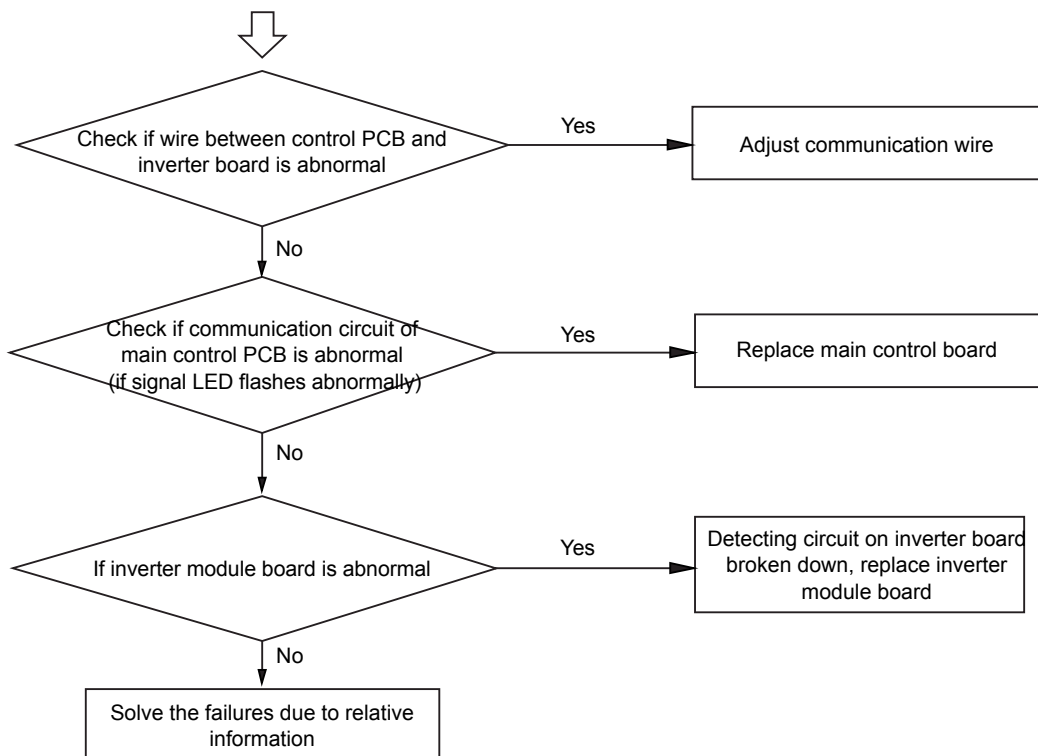 Check if wire between control PCB and
inverter board is abnormal
Yes
Adjust communication wire
No
Check if communication circuit of
main control PCB is abnormal
(if signal LED flashes abnormally)
Yes
Replace main control board
No
If inverter module board is abnormal
Yes
Detecting circuit on inverter board
broken down, replace inverter
module board
No
Solve the failures due to relative
information